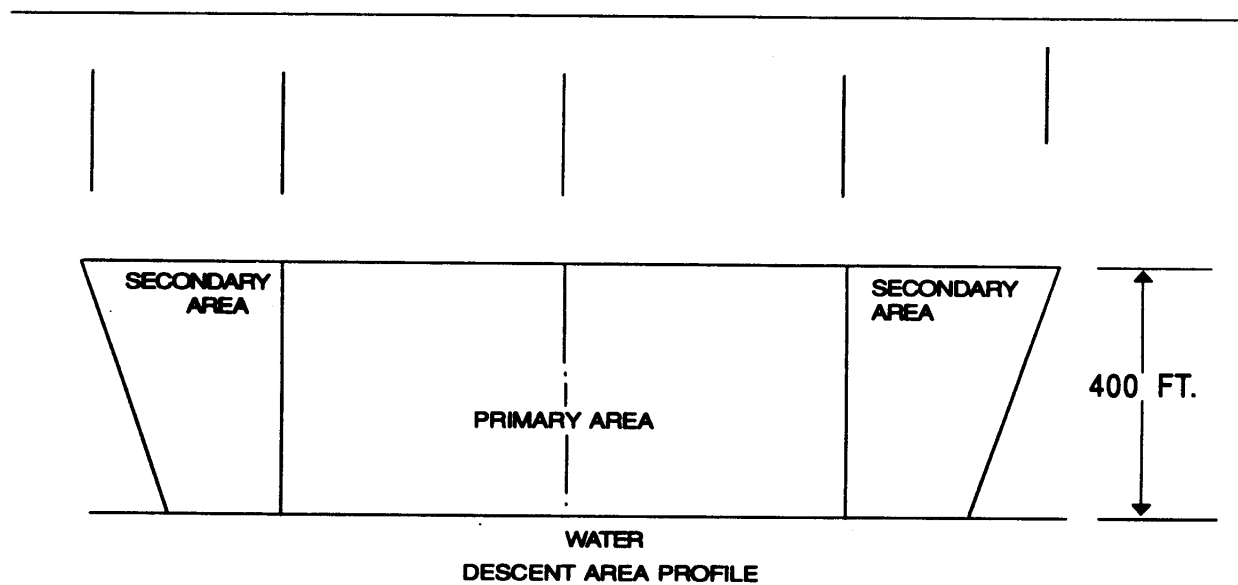 SECONDARY
AREA
SECONDARY
AREA
400 FT.
PRIMARY AREA
WATER
DESCENT AREA PROFILE